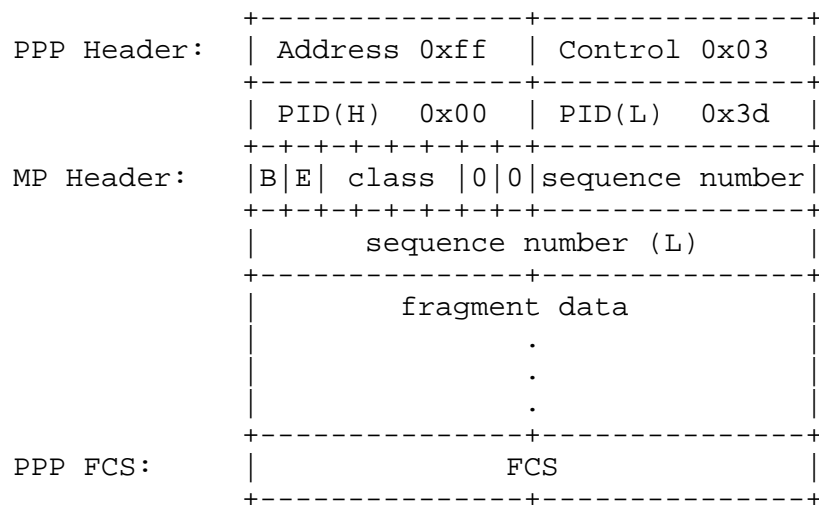 +---------------+---------------+
PPP Header: | Address 0xff | Control 0x03 |
+---------------+---------------+
| PID(H) 0x00 | PID(L) 0x3d |
+-+-+-+-+-+-+-+-+---------------+
MP Header: |B|E| class |0|0|sequence number|
+-+-+-+-+-+-+-+-+---------------+
| sequence number (L) |
+---------------+---------------+
| fragment data |
| . |
| . |
| . |
+---------------+---------------+
PPP FCS: | FCS |
+---------------+---------------+